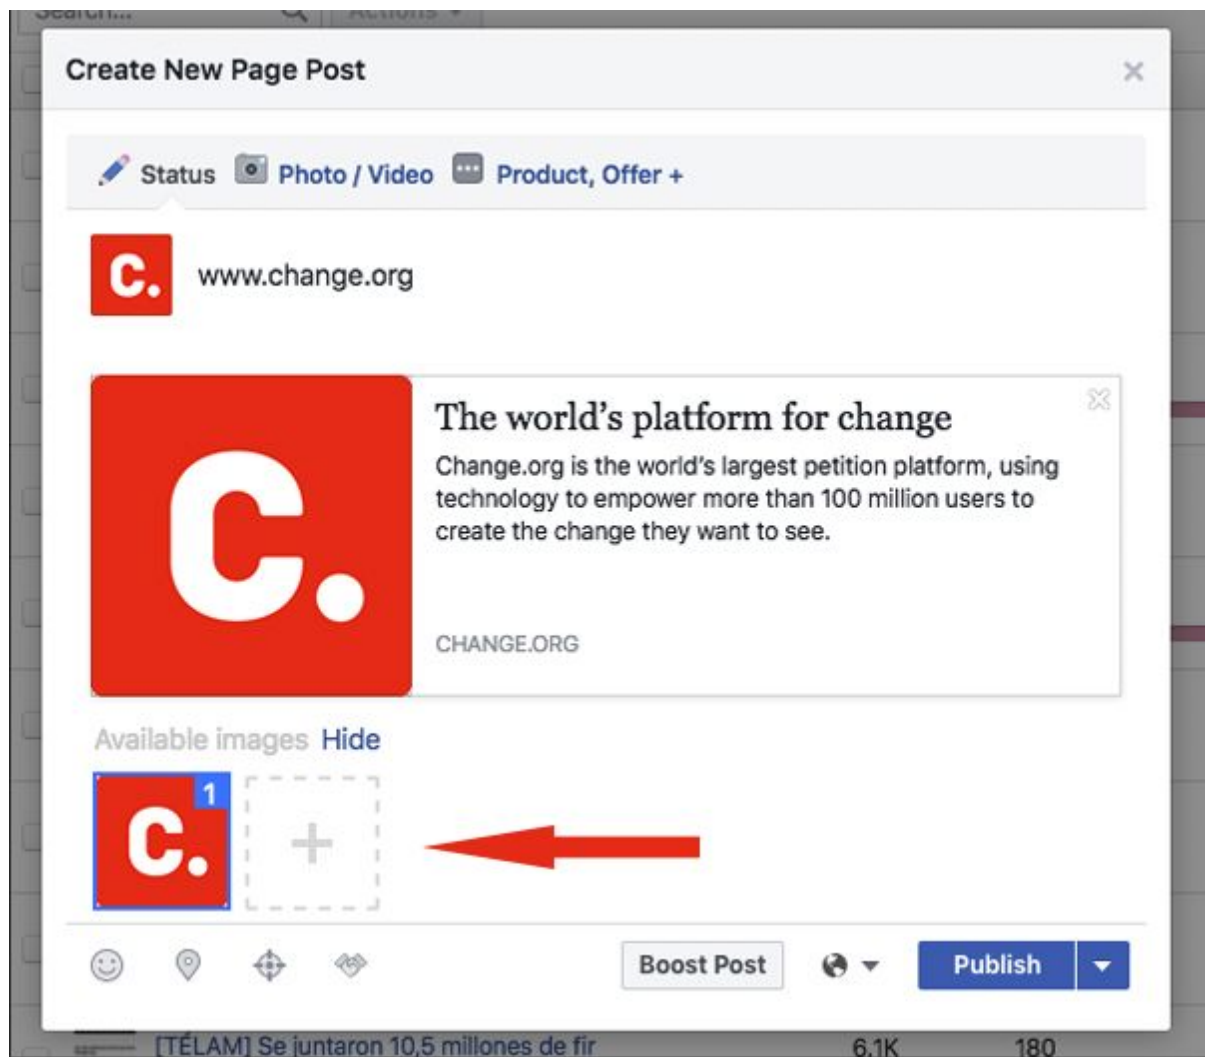 Search...
Actions
Create New Page Post
Status Photo / Video Product, Offer +
C. www.change.org
C.
The world's platform for change
Change.org is the world's largest petition platform, using
technology to empower more than 100 million users to
create the change they want to see.
CHANGE.ORG
Available images Hide
C. 1
Boost Post Publish
[TÉLAM] Se juntaron 10,5 millones de fir 6.1K 180